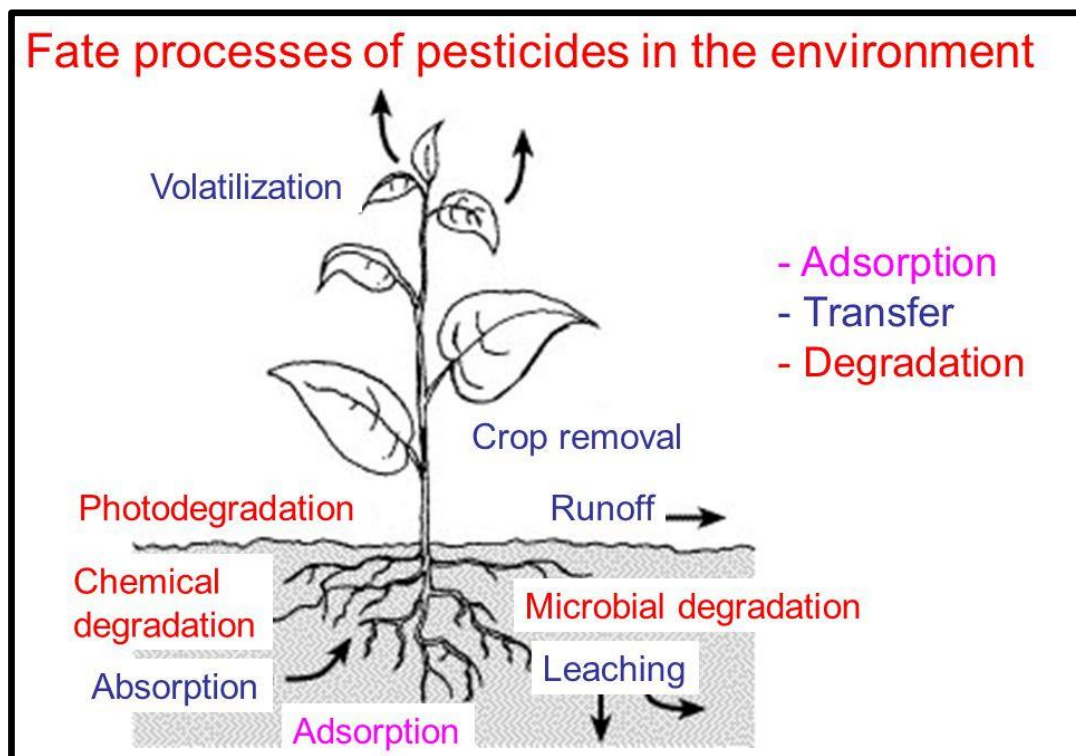 Fate processes of pesticides in the environment
Volatilization
- Adsorption
- Transfer
- Degradation
Crop removal
Photodegradation
Runoff
Chemical
degradation
Microbial degradation
Absorption
Leaching
Adsorption